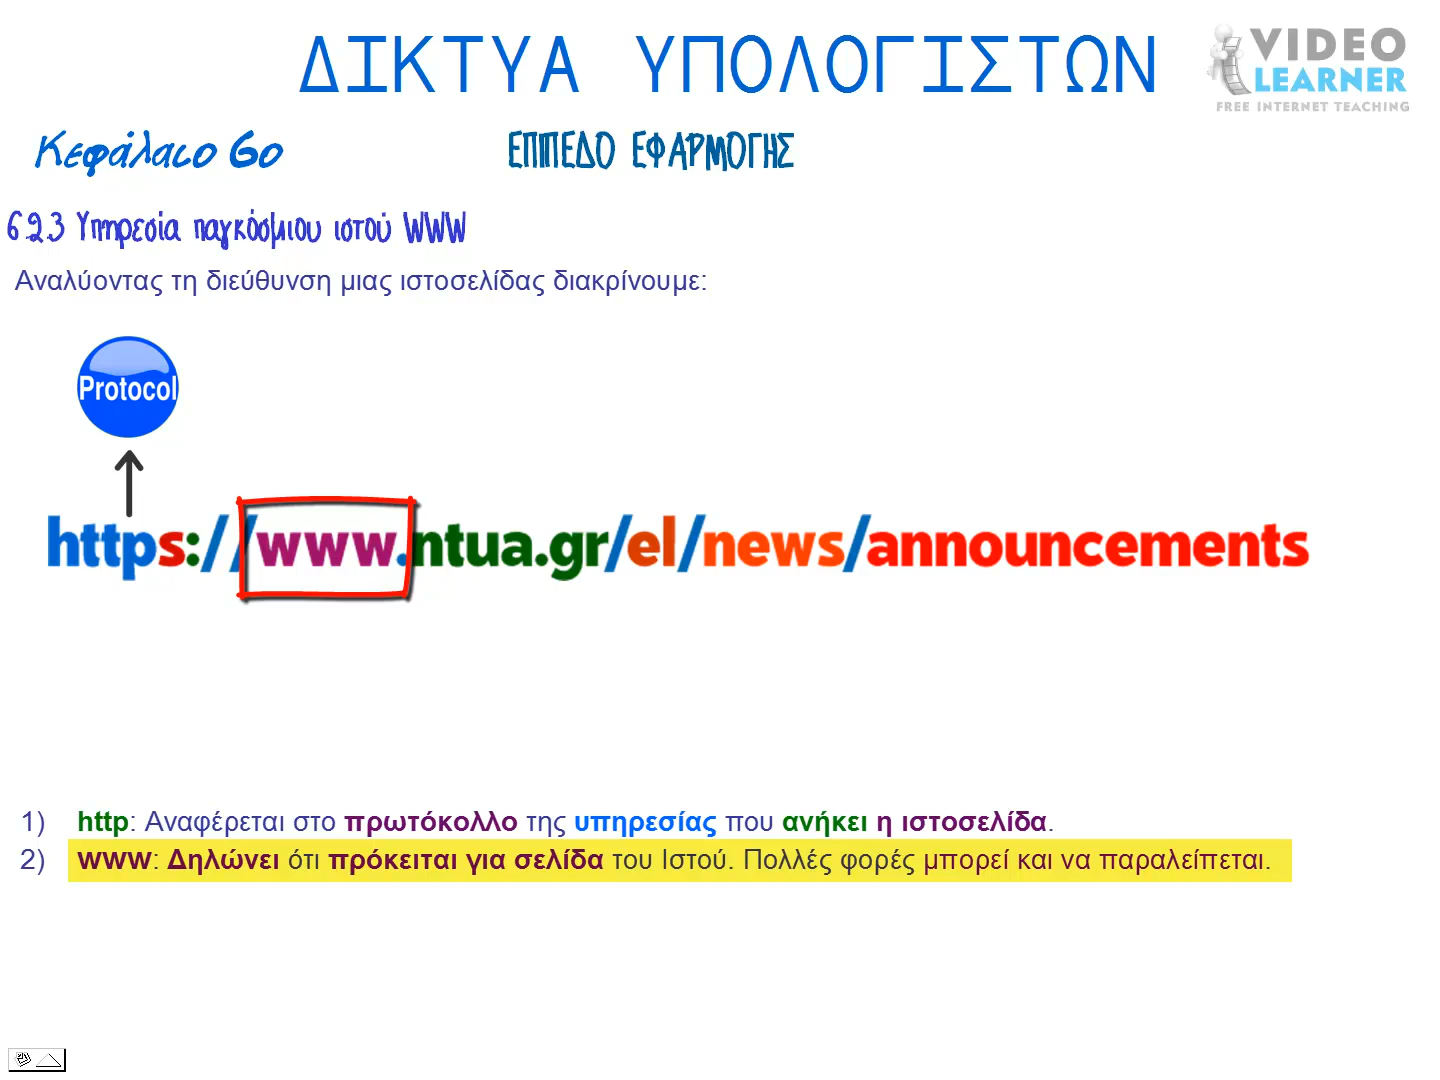 ΔΙΚΤΥΑ ΥΠΟΛΟΓΙΣΤΩΝ
VIDEO
LEARNER
FREE INTERNET TEACHING
Κεφάλαιο 6ο
ΕΠΙΠΕΔΟ ΕΦΑΡΜΟΓΗΣ
6.2.3 Υπηρεσία παγκόσμιου ιστού WWW
Αναλύοντας τη διεύθυνση μιας ιστοσελίδας διακρίνουμε:
Protocol
https://www.ntua.gr/el/news/announcements
1) http: Αναφέρεται στο πρωτόκολλο της υπηρεσίας που ανήκει η ιστοσελίδα.
2) www: Δηλώνει ότι πρόκειται για σελίδα του Ιστού. Πολλές φορές μπορεί και να παραλείπεται.